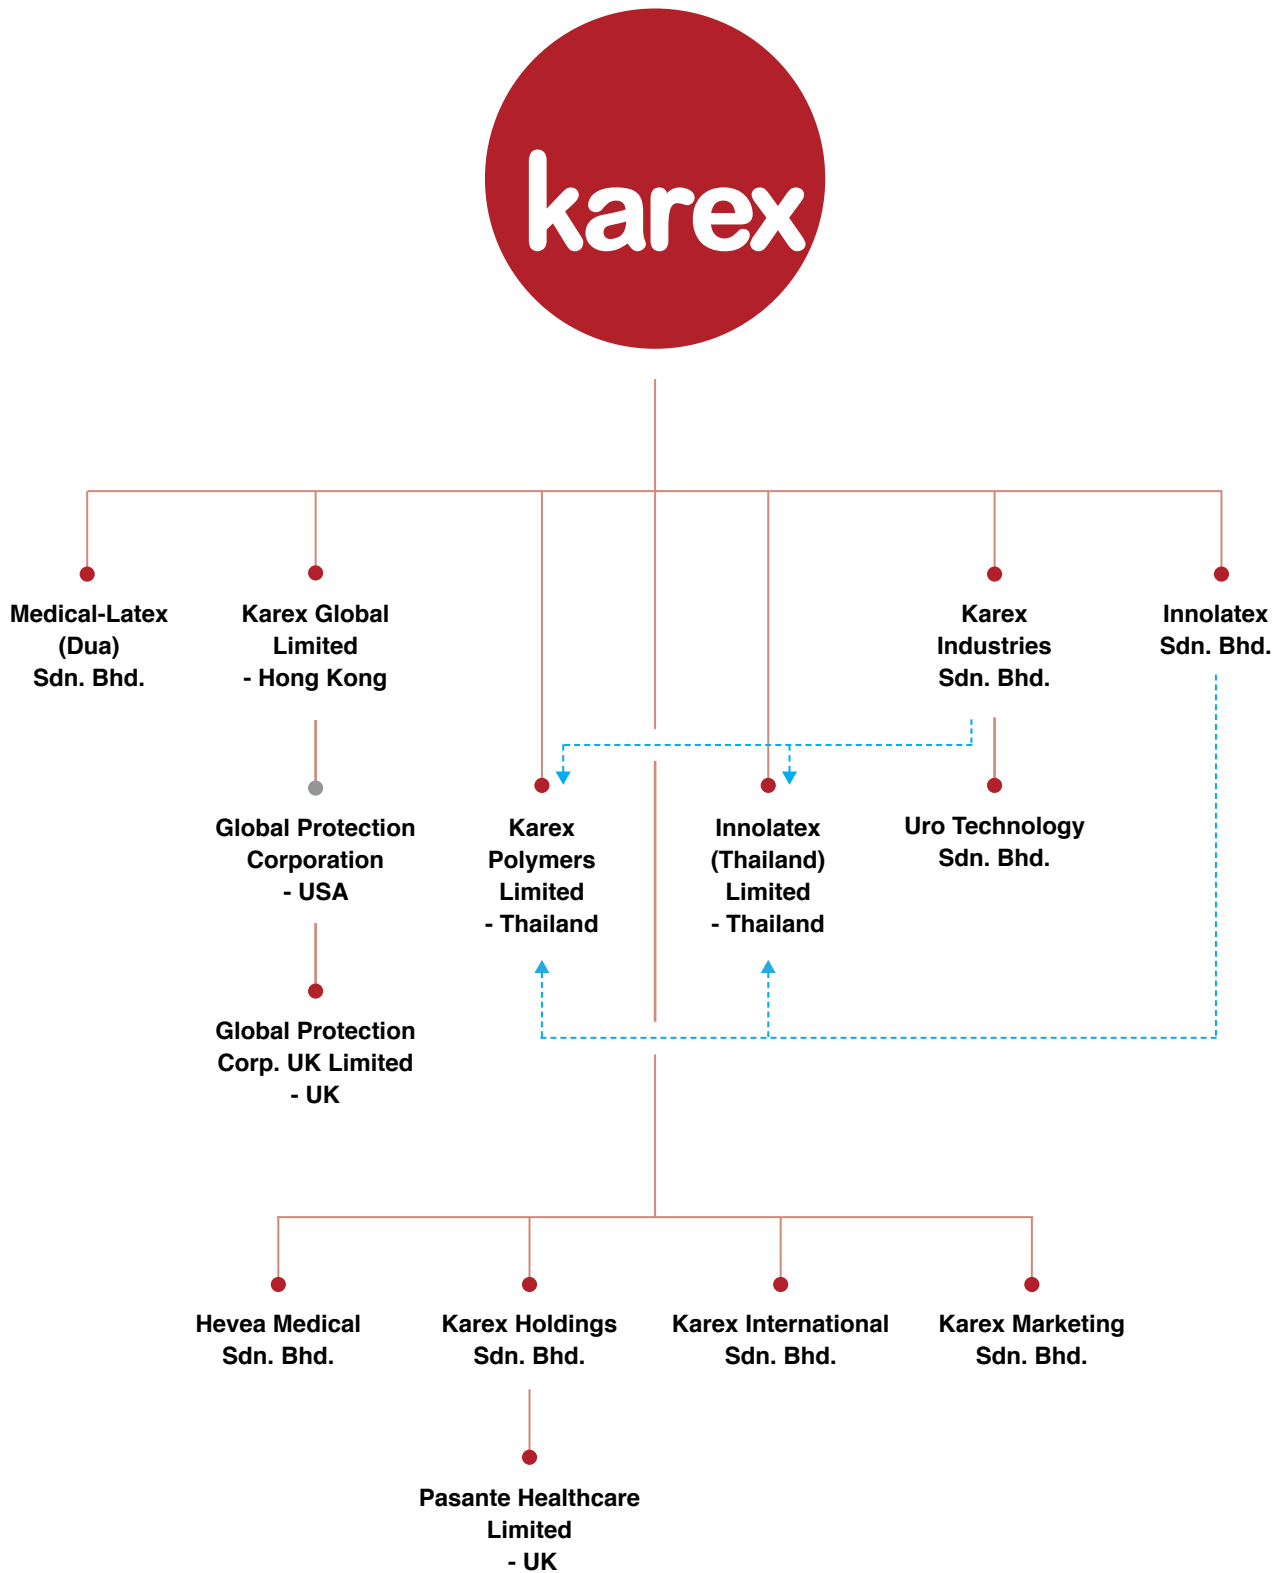 karex
Medical-Latex
(Dua)
Sdn. Bhd.
Karex Global
Limited
- Hong Kong
Karex
Industries
Sdn. Bhd.
Innolatex
Sdn. Bhd.
Global Protection
Corporation
- USA
Karex
Polymers
Limited
- Thailand
Innolatex
(Thailand)
Limited
- Thailand
Uro Technology
Sdn. Bhd.
Global Protection
Corp. UK Limited
- UK
Hevea Medical
Sdn. Bhd.
Karex Holdings
Sdn. Bhd.
Karex International
Sdn. Bhd.
Karex Marketing
Sdn. Bhd.
Pasante Healthcare
Limited
- UK